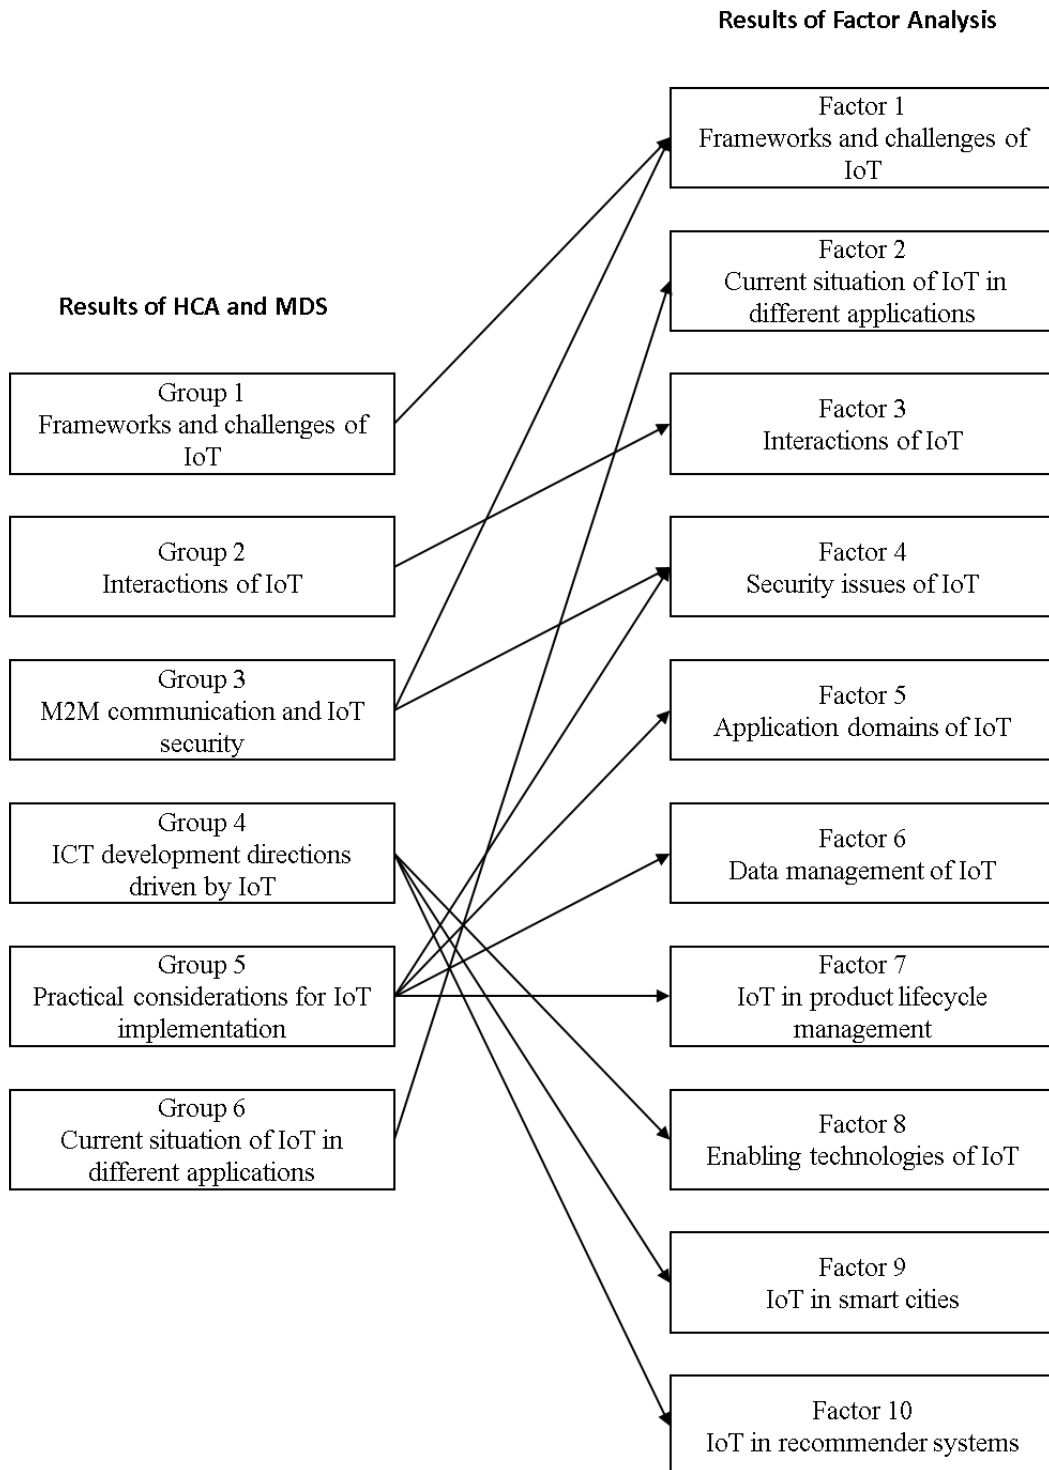 Results of Factor Analysis
Factor 1
Frameworks and challenges of
IoT
Factor 2
Current situation of IoT in
different applications
Results of HCA and MDS
Group 1
Frameworks and challenges of
IoT
Factor 3
Interactions of IoT
Group 2
Interactions of IoT
Factor 4
Security issues of IoT
Group 3
M2M communication and IoT
security
Factor 5
Application domains of IoT
Group 4
ICT development directions
driven by IoT
Factor 6
Data management of IoT
Group 5
Practical considerations for IoT
implementation
Factor 7
IoT in product lifecycle
management
Group 6
Current situation of IoT in
different applications
Factor 8
Enabling technologies of IoT
Factor 9
IoT in smart cities
Factor 10
IoT in recommender systems